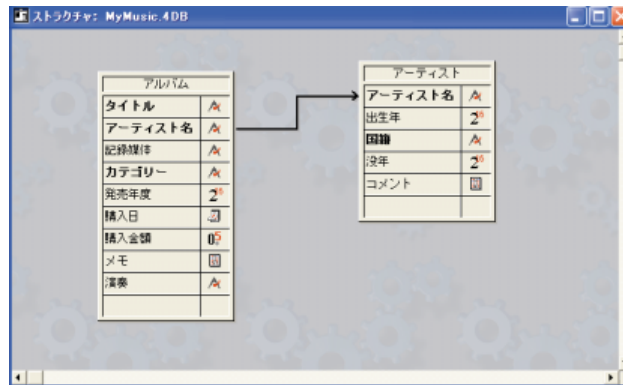 ストラクチャ: MyMusic.4DB
アルバム
タイトル
アーティスト名
記録媒体
カテゴリー
発売年度
購入日
購入金額
メモ
演奏
アーティスト
アーティスト名
出生年
国籍
没年
コメント